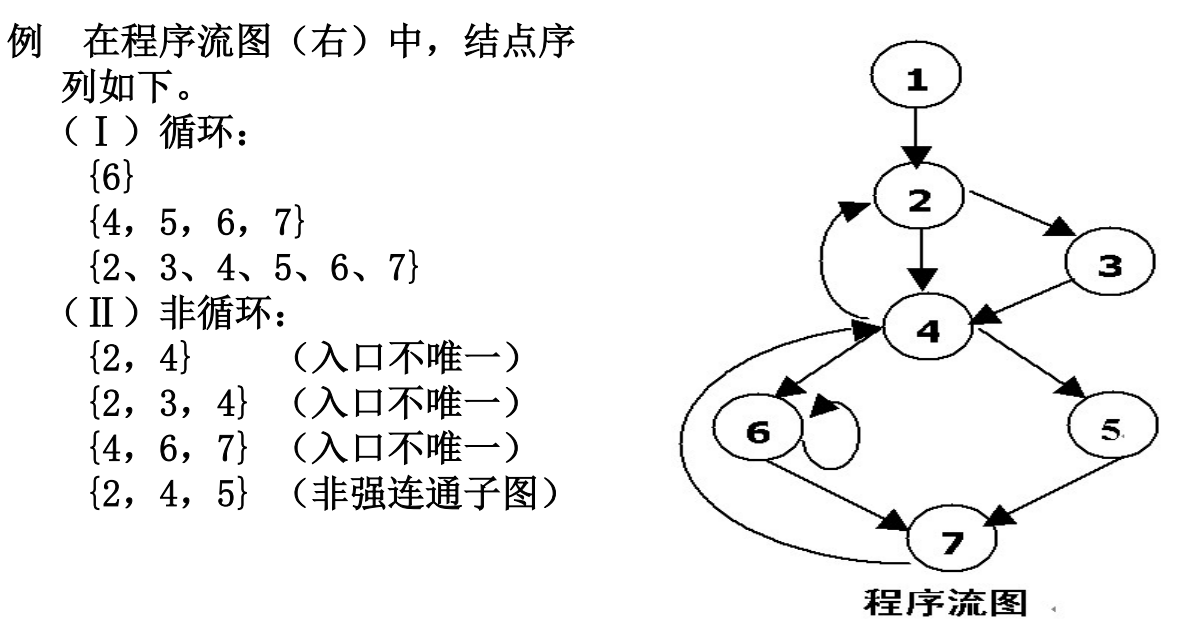 例 在程序流图（右）中，结点序
列如下。
（Ⅰ）循环：
{6}
{4，5，6，7}
{2、3、4、5、6、7}
（Ⅱ）非循环：
{2，4} （入口不唯一）
{2，3，4} （入口不唯一）
{4，6，7} （入口不唯一）
{2，4，5} （非强连通子图）
1
2
3
4
6
5
7
程序流图